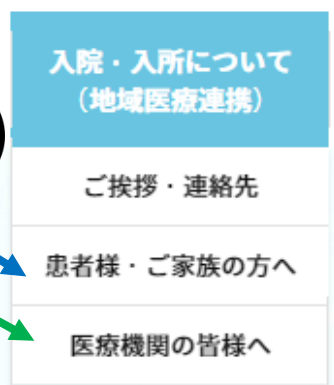 入院・入所について
（地域医療連携）
ご挨拶・連絡先
患者様・ご家族の方へ
医療機関の皆様へ